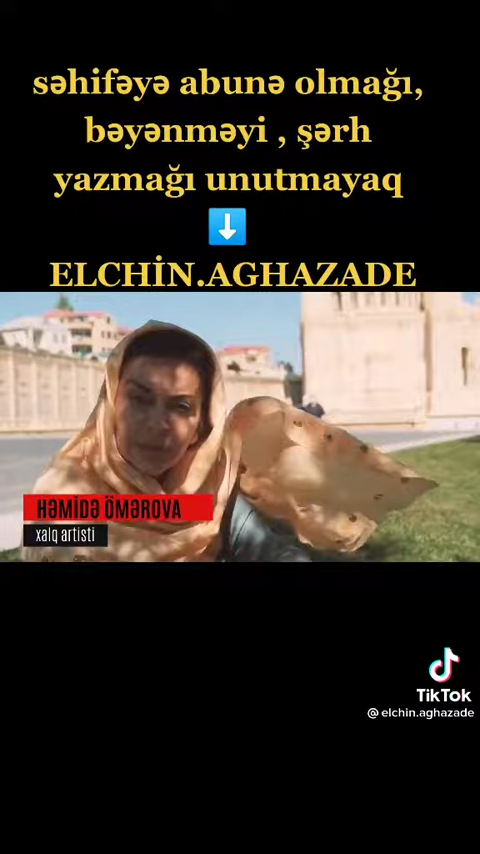 səhifəyə abunə olmağı,
bəyənməyi , şərh
yazmağı unutmayaq
ELCHİN.AGHAZADE
HƏMİDƏ ÖMƏROVA
xalq artisti
TikTok
@elchin.aghazade